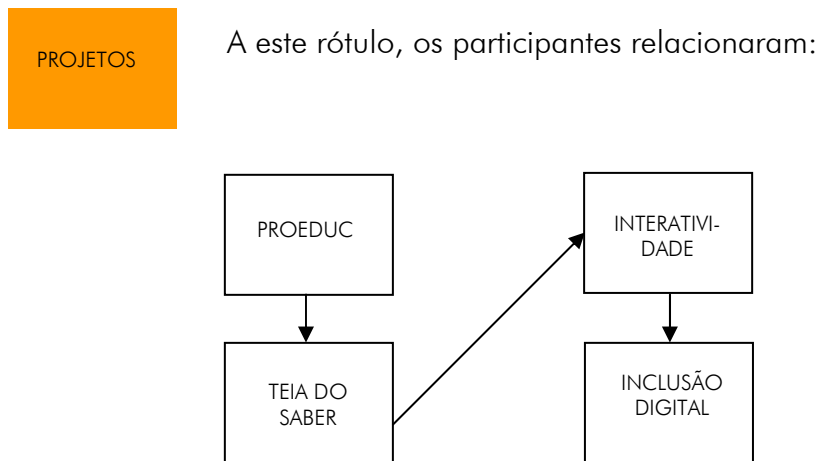 PROJETOS
A este rótulo, os participantes relacionaram:
PROEDUC
TEIA DO
SABER
INTERATIVI-
DADE
INCLUSÃO
DIGITAL